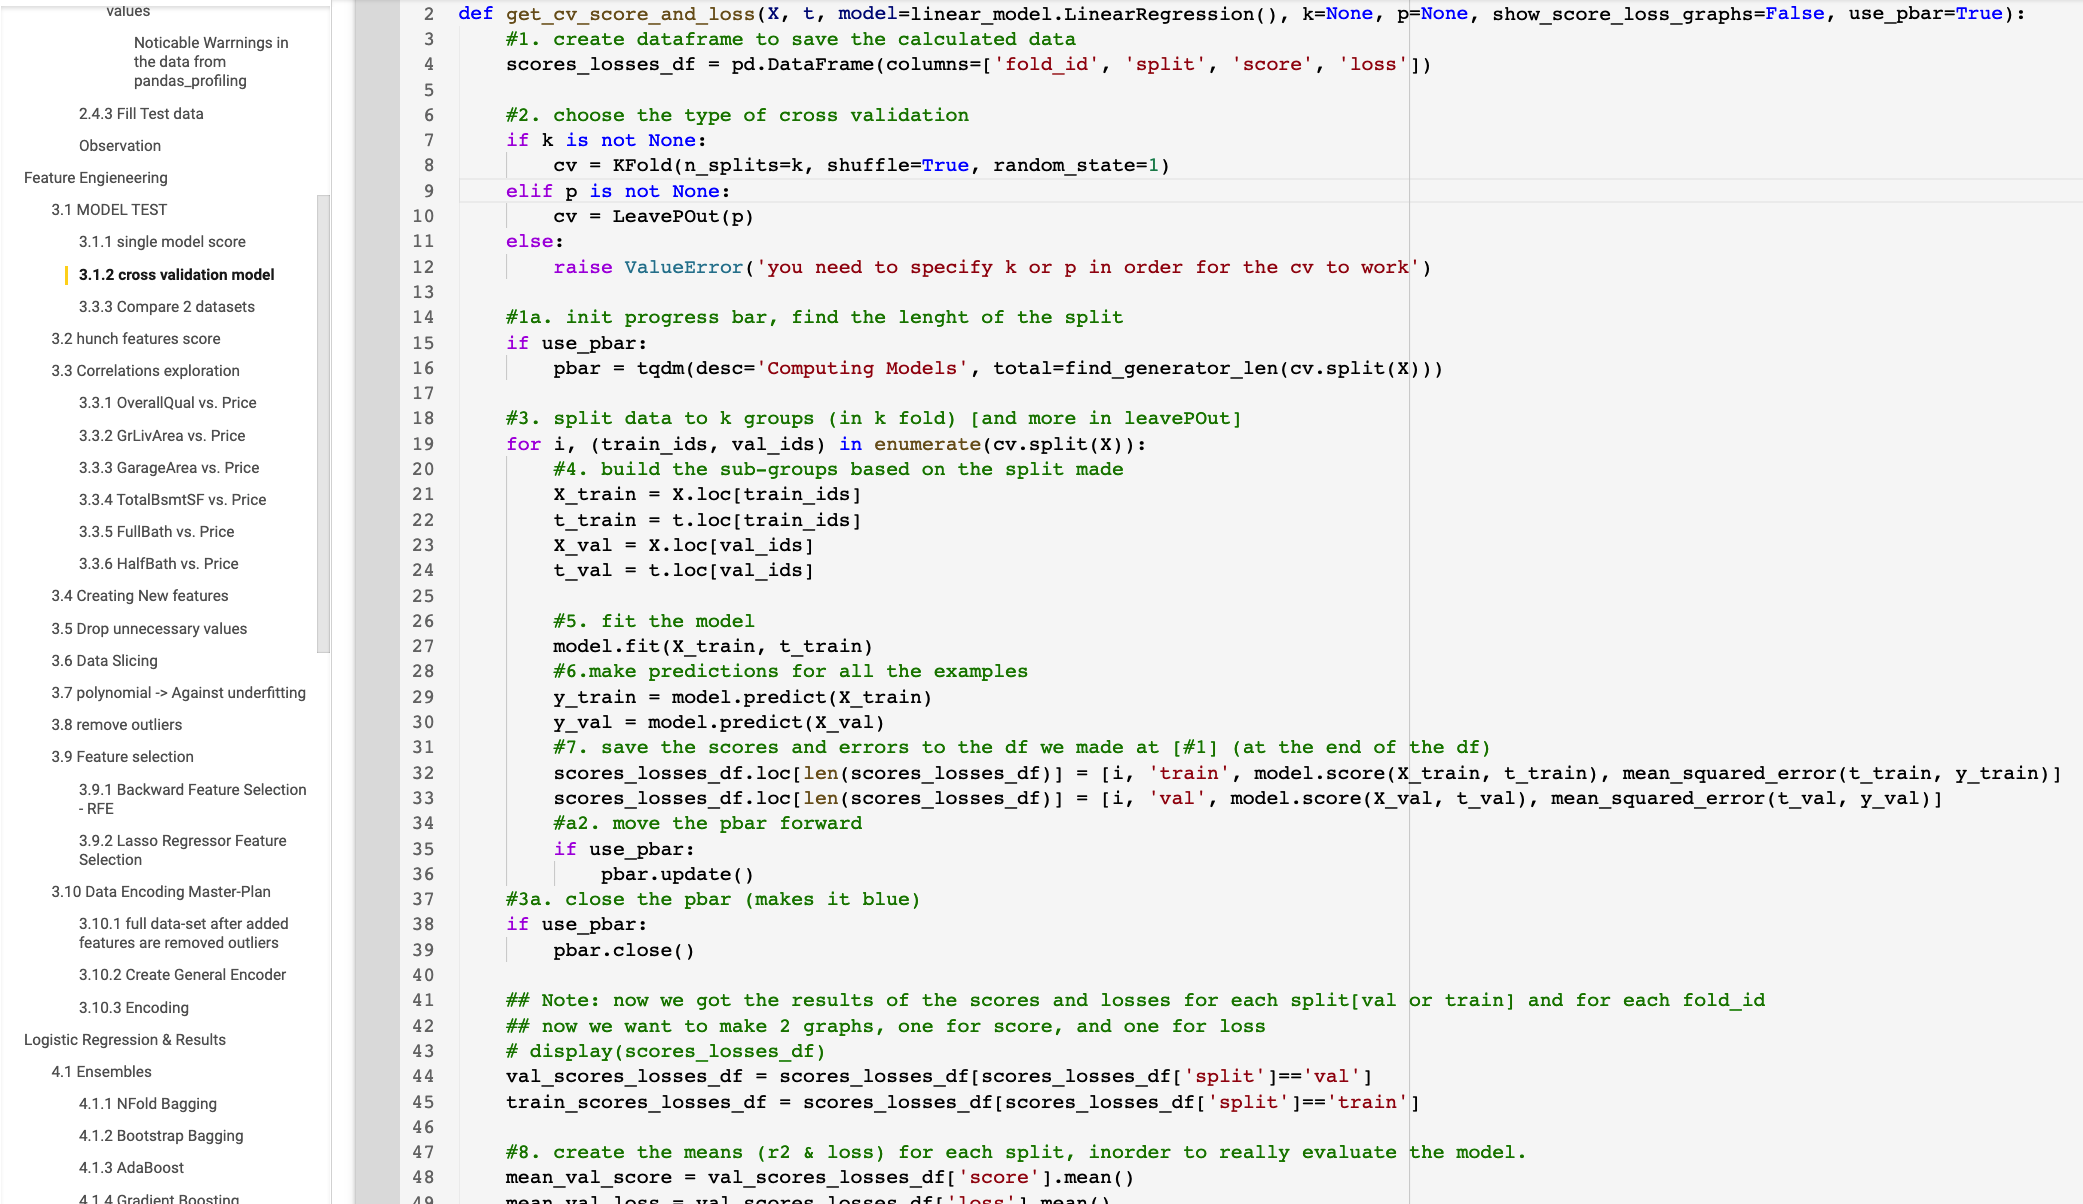 values
Noticable Warrnings in
the data from
pandas_profiling
2.4.3 Fill Test data
Observation
Feature Engieneering
3.1 MODEL TEST
3.1.1 single model score
3.1.2 cross validation model
3.3.3 Compare 2 datasets
3.2 hunch features score
3.3 Correlations exploration
3.3.1 OverallQual vs. Price
3.3.2 GrLivArea vs. Price
3.3.3 GarageArea vs. Price
3.3.4 TotalBsmtSF vs. Price
3.3.5 FullBath vs. Price
3.3.6 HalfBath vs. Price
3.4 Creating New features
3.5 Drop unnecessary values
3.6 Data Slicing
3.7 polynomial -> Against underfitting
3.8 remove outliers
3.9 Feature selection
3.9.1 Backward Feature Selection
- RFE
3.9.2 Lasso Regressor Feature
Selection
3.10 Data Encoding Master-Plan
3.10.1 full data-set after added
features are removed outliers
3.10.2 Create General Encoder
3.10.3 Encoding
Logistic Regression & Results
4.1 Ensembles
4.1.1 NFold Bagging
4.1.2 Bootstrap Bagging
4.1.3 AdaBoost
4.1.4 Gradient Boosting
2 def get_cv_score_and_loss(X, t, model=linear_model.LinearRegression(), k=None, p=None, show_score_loss_graphs=False, use_pbar=True):
3     #1. create dataframe to save the calculated data
4     scores_losses_df = pd.DataFrame(columns=['fold_id', 'split', 'score', 'loss'])
5
6     #2. choose the type of cross validation
7     if k is not None:
8         cv = KFold(n_splits=k, shuffle=True, random_state=1)
9     elif p is not None:
10         cv = LeavePOut(p)
11     else:
12         raise ValueError('you need to specify k or p in order for the cv to work')
13
14     #1a. init progress bar, find the lenght of the split
15     if use_pbar:
16         pbar = tqdm(desc='Computing Models', total=find_generator_len(cv.split(X)))
17
18     #3. split data to k groups (in k fold) [and more in leavePOut]
19     for i, (train_ids, val_ids) in enumerate(cv.split(X)):
20         #4. build the sub-groups based on the split made
21         X_train = X.loc[train_ids]
22         t_train = t.loc[train_ids]
23         X_val = X.loc[val_ids]
24         t_val = t.loc[val_ids]
25
26         #5. fit the model
27         model.fit(X_train, t_train)
28         #6.make predictions for all the examples
29         y_train = model.predict(X_train)
30         y_val = model.predict(X_val)
31         #7. save the scores and errors to the df we made at [#1] (at the end of the df)
32         scores_losses_df.loc[len(scores_losses_df)] = [i, 'train', model.score(X_train, t_train), mean_squared_error(t_train, y_train)]
33         scores_losses_df.loc[len(scores_losses_df)] = [i, 'val', model.score(X_val, t_val), mean_squared_error(t_val, y_val)]
34         #a2. move the pbar forward
35         if use_pbar:
36             pbar.update()
37     #3a. close the pbar (makes it blue)
38     if use_pbar:
39         pbar.close()
40
41     ## Note: now we got the results of the scores and losses for each split[val or train] and for each fold_id
42     ## now we want to make 2 graphs, one for score, and one for loss
43     # display(scores_losses_df)
44     val_scores_losses_df = scores_losses_df[scores_losses_df['split']=='val']
45     train_scores_losses_df = scores_losses_df[scores_losses_df['split']=='train']
46
47     #8. create the means (r2 & loss) for each split, inorder to really evaluate the model.
48     mean_val_score = val_scores_losses_df['score'].mean()
49     mean_val_loss = val_scores_losses_df['loss'].mean()